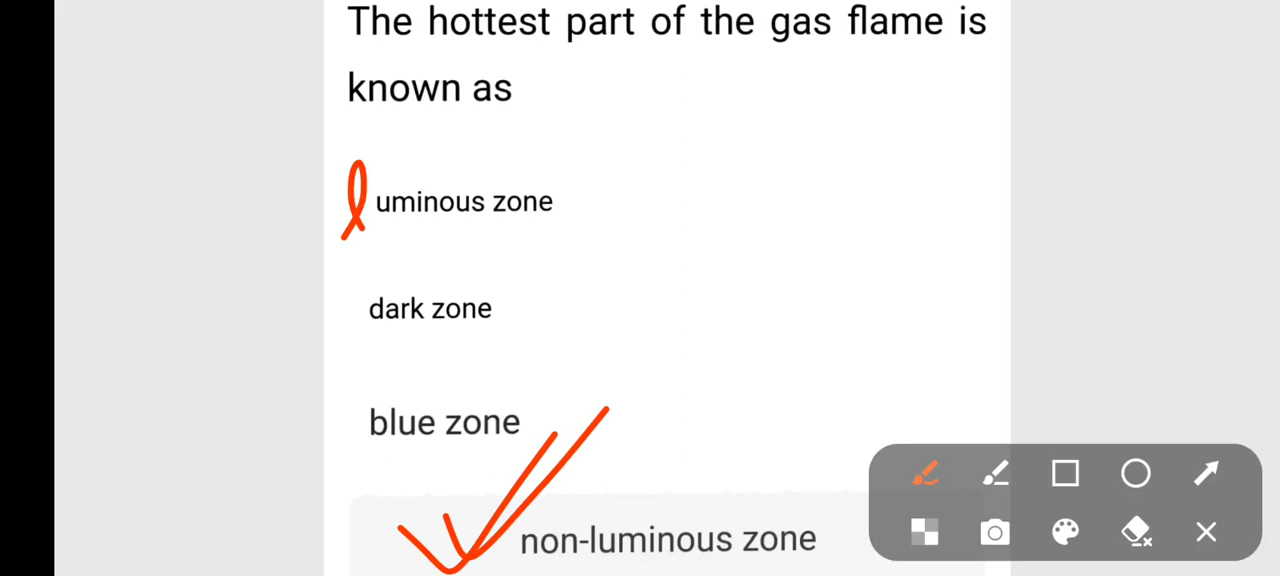 The hottest part of the gas flame is
known as
luminous zone
dark zone
blue zone
non-luminous zone